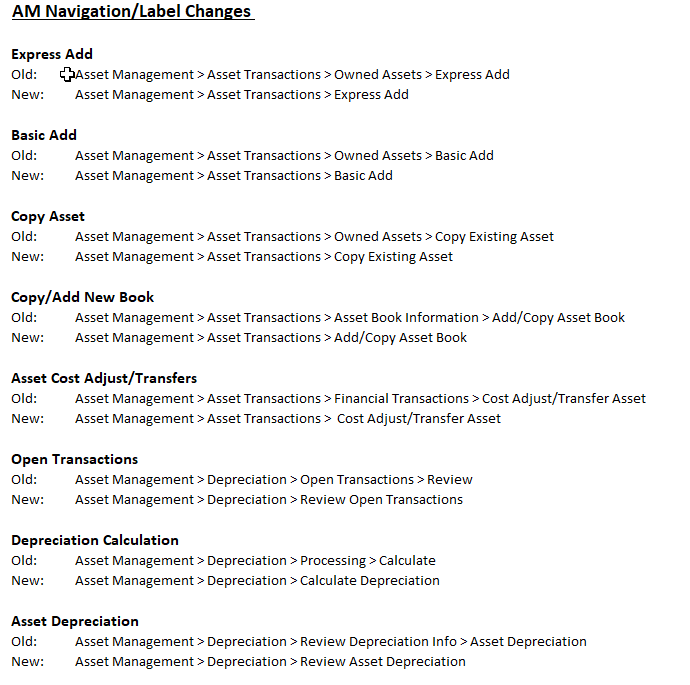 AM Navigation/Label Changes
Express Add
Old: Asset Management > Asset Transactions > Owned Assets > Express Add
New: Asset Management > Asset Transactions > Express Add
Basic Add
Old: Asset Management > Asset Transactions > Owned Assets > Basic Add
New: Asset Management > Asset Transactions > Basic Add
Copy Asset
Old: Asset Management > Asset Transactions > Owned Assets > Copy Existing Asset
New: Asset Management > Asset Transactions > Copy Existing Asset
Copy/Add New Book
Old: Asset Management > Asset Transactions > Asset Book Information > Add/Copy Asset Book
New: Asset Management > Asset Transactions > Add/Copy Asset Book
Asset Cost Adjust/Transfers
Old: Asset Management > Asset Transactions > Financial Transactions > Cost Adjust/Transfer Asset
New: Asset Management > Asset Transactions > Cost Adjust/Transfer Asset
Open Transactions
Old: Asset Management > Depreciation > Open Transactions > Review
New: Asset Management > Depreciation > Review Open Transactions
Depreciation Calculation
Old: Asset Management > Depreciation > Processing > Calculate
New: Asset Management > Depreciation > Calculate Depreciation
Asset Depreciation
Old: Asset Management > Depreciation > Review Depreciation Info > Asset Depreciation
New: Asset Management > Depreciation > Review Asset Depreciation